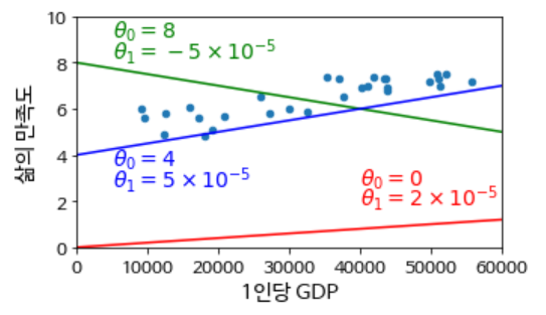 10
8
6
4
2
0
삶의 만족도
θ₀ = 8
θ₁ = −5 × 10⁻⁵
θ₀ = 4
θ₁ = 5 × 10⁻⁵
θ₀ = 0
θ₁ = 2 × 10⁻⁵
0 10000 20000 30000 40000 50000 60000
1인당 GDP